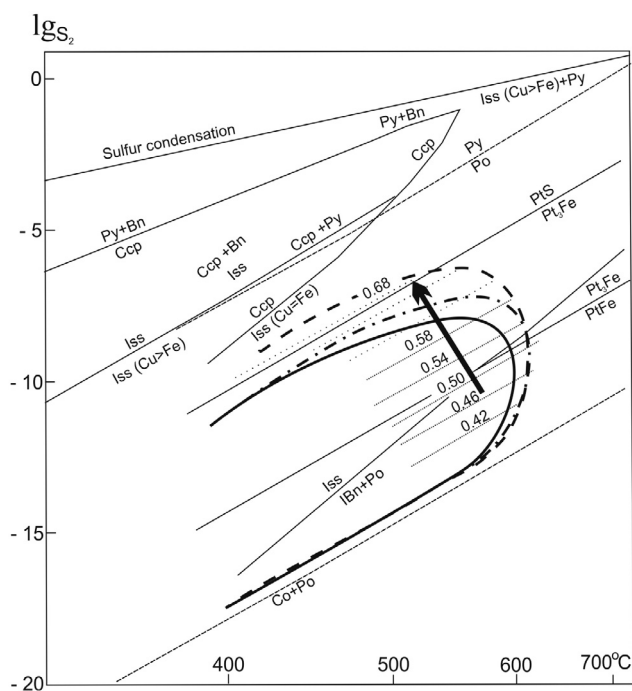 lg S₂
0
- 5
- 10
- 15
- 20
400
500
600
700°C
Sulfur condensation
Iss (Cu>Fe)+Py
Py+Bn
Ccp
Py
Po
Py+Bn
Ccp
Ccp +Bn
Iss
Ccp +Py
PtS
Pt₃Fe
Ccp
Iss (Cu=Fe)
Iss
Iss (Cu>Fe)
Pt₃Fe
PtFe
0.68
0.58
0.54
0.50
0.46
0.42
Iss
IBn+Po
Co+Po